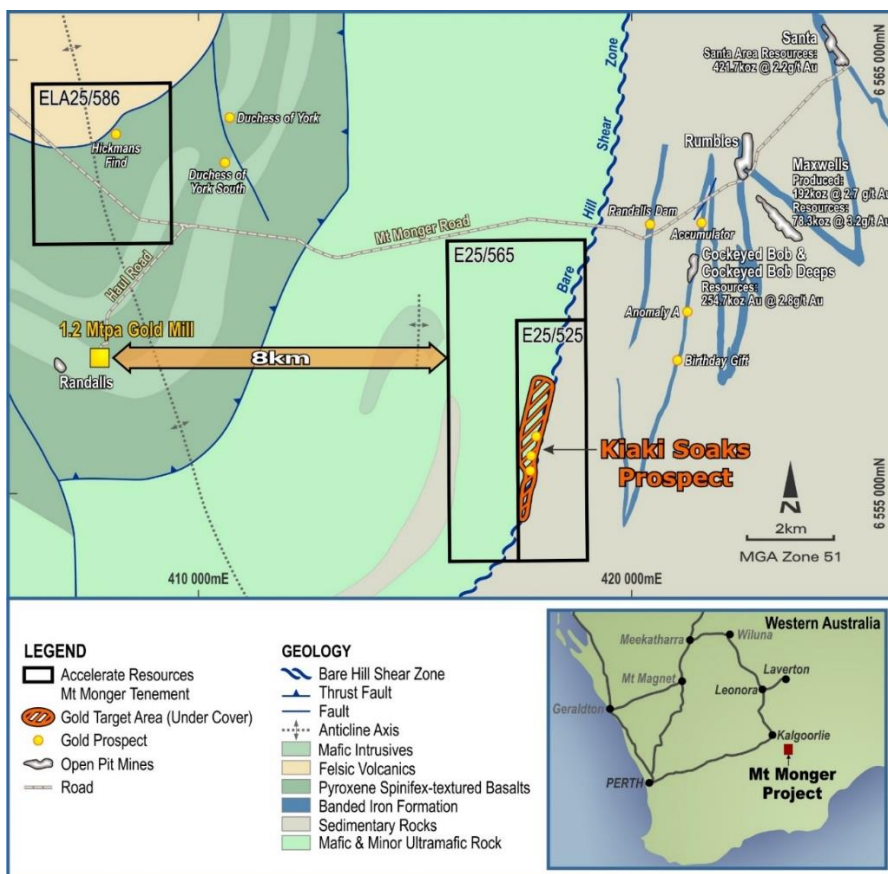 ELA25/586
Hickmans
Find
Duchess of York
Duchess of
York South
Haul Road
1.2 Mtpa Gold Mill
Randalls
8km
Mt Monger Road
E25/565
E25/525
Bare Hill Shear Zone
Kiaki Soaks
Prospect
Santa
Santa Area Resources:
421.7koz @ 2.2g/t Au
Rumbles
Maxwells
Produced:
192koz @ 2.7 g/t Au
Resources:
78.3koz @ 3.2g/t Au
Randalls Dam
Accumulator
Cockeyed Bob &
Cockeyed Bob Deeps
Resources:
254.7koz @ 2.8g/t Au
Anomaly A
Birthday Gift
6 565 000mN
6 555 000mN
N
2km
MGA Zone 51
410 000mE
420 000mE
LEGEND
Accelerate Resources
Mt Monger Tenement
Gold Target Area (Under Cover)
Gold Prospect
Open Pit Mines
Road
GEOLOGY
Bare Hill Shear Zone
Thrust Fault
Fault
Anticline Axis
Mafic Intrusives
Felsic Volcanics
Pyroxene Spinifex-textured Basalts
Banded Iron Formation
Sedimentary Rocks
Mafic & Minor Ultramafic Rock
Western Australia
Meekatharra
Wiluna
Mt Magnet
Laverton
Leonora
Geraldton
Kalgoorlie
PERTH
Mt Monger
Project